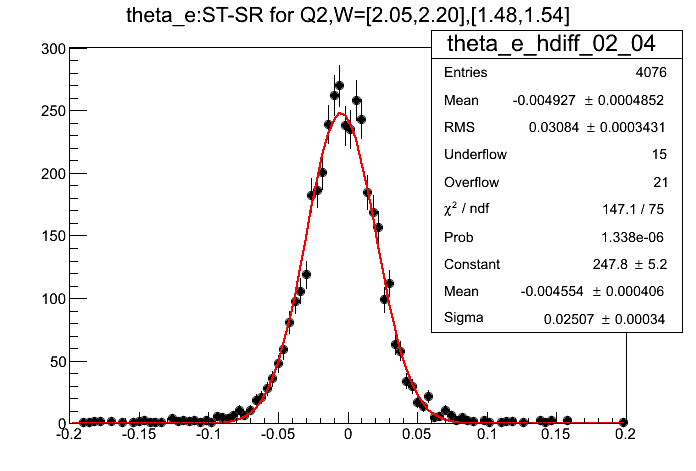 theta_e:ST-SR for Q2,W=[2.05,2.20],[1.48,1.54]
theta_e_hdiff_02_04
Entries 4076
Mean -0.004927 ± 0.0004852
RMS 0.03084 ± 0.0003431
Underflow 15
Overflow 21
χ² / ndf 147.1 / 75
Prob 1.338e-06
Constant 247.8 ± 5.2
Mean -0.004554 ± 0.000406
Sigma 0.02507 ± 0.00034
300
250
200
150
100
50
0
-0.2 -0.15 -0.1 -0.05 0 0.05 0.1 0.15 0.2